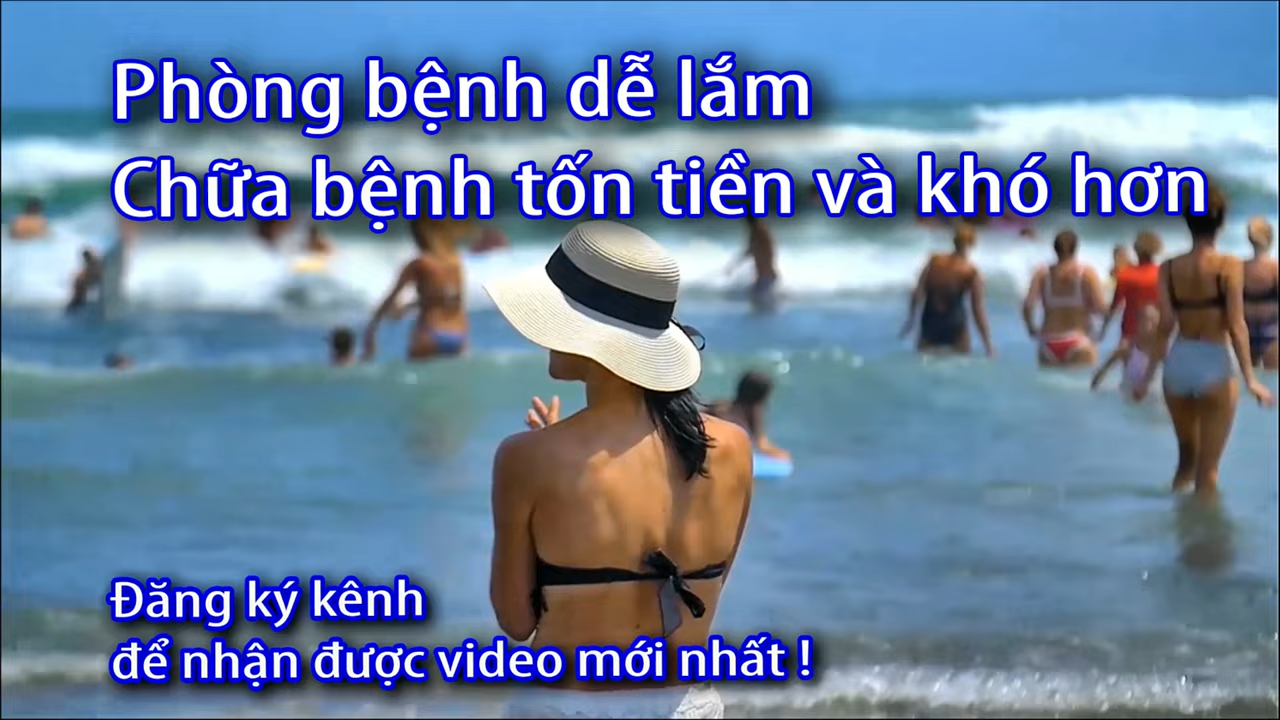 Phòng bệnh dễ lắm
Chữa bệnh tốn tiền và khó hơn
Đăng ký kênh
để nhận được video mới nhất !